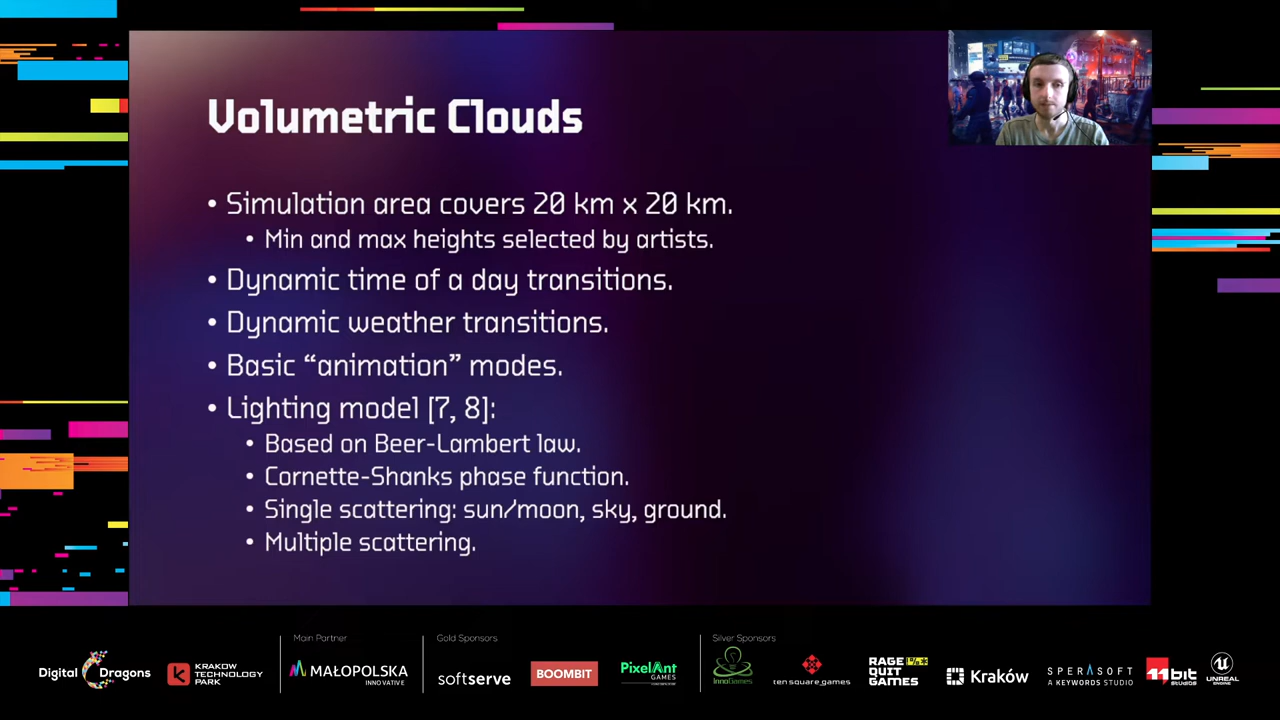 Volumetric Clouds
• Simulation area covers 20 km x 20 km.
• Min and max heights selected by artists.
• Dynamic time of a day transitions.
• Dynamic weather transitions.
• Basic “animation” modes.
• Lighting model [7, 8]:
• Based on Beer-Lambert law.
• Cornette-Shanks phase function.
• Single scattering: sun/moon, sky, ground.
• Multiple scattering.
Main Partner
Gold Sponsors
Silver Sponsors
Digital Dragons
KRAKOW
TECHNOLOGY
PARK
MAŁOPOLSKA
INNOVATIVE
softserve
BOOMBIT
PixelAnt
GAMES
InnoGames
ten square games
RAGE
QUIT
GAMES
Kraków
SPERASOFT
A KEYWORDS STUDIO
11bit
studios
UNREAL
ENGINE